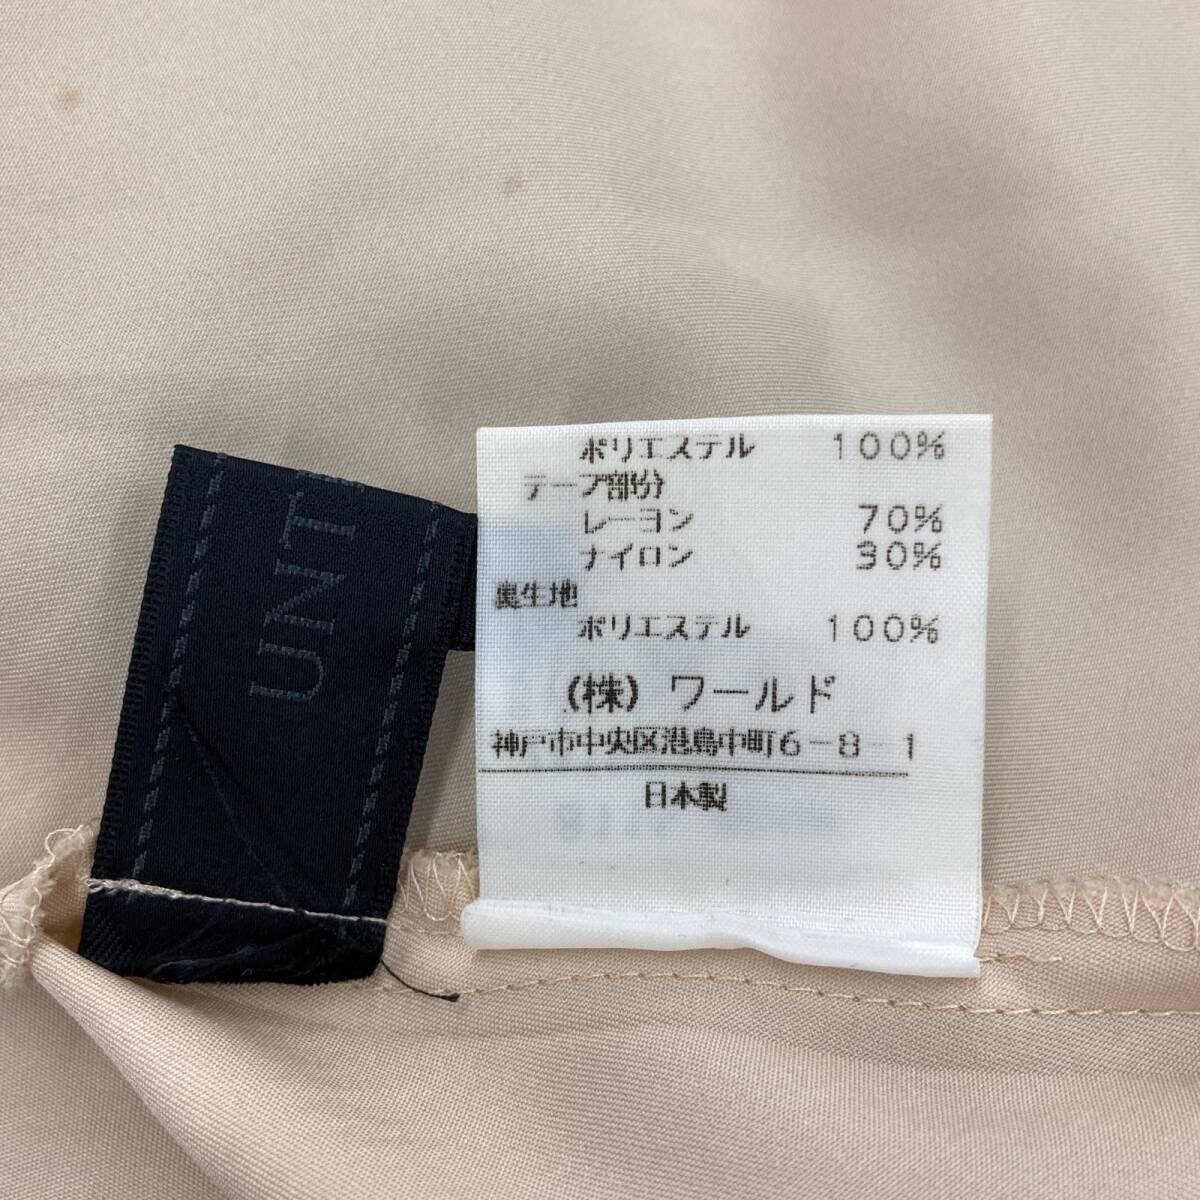 UNT
ポリエステル 100%
テープ部分
レーヨン 70%
ナイロン 30%
裏生地
ポリエステル 100%
(株) ワールド
神戸市中央区港島中町6-8-1
日本製